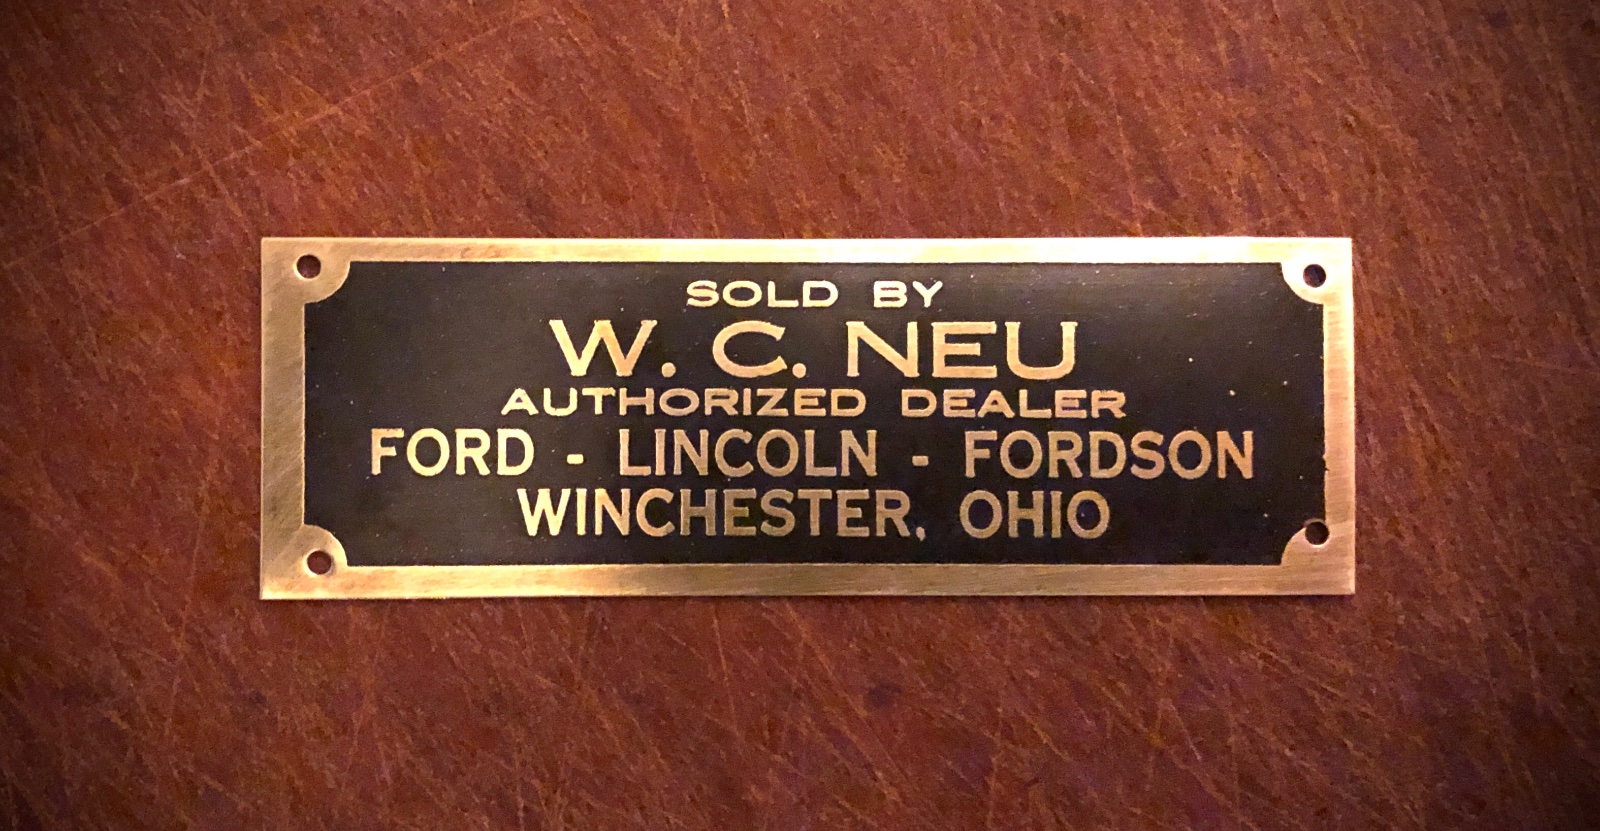 SOLD BY
W. C. NEU
AUTHORIZED DEALER
FORD - LINCOLN - FORDSON
WINCHESTER, OHIO